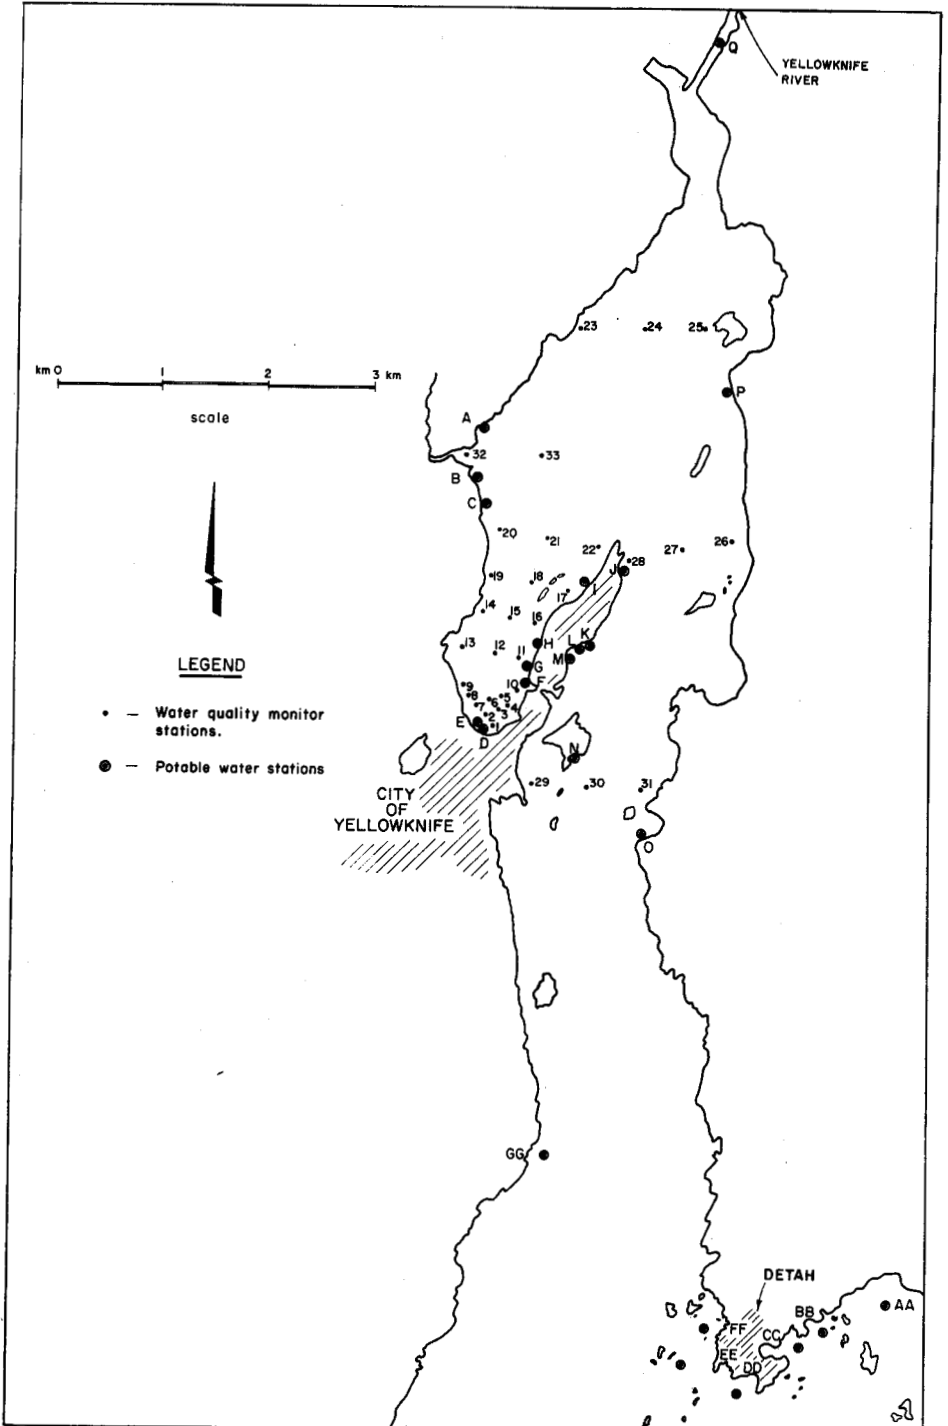 Q
YELLOWKNIFE
RIVER
23
24
25
km 0
1
2
3 km
scale
P
A
32
33
B
C
20
21
22
27
26
J
28
19
18
17
I
14
15
16
13
12
11
H
L
K
M
G
9
8
7
10
F
6
5
4
3
2
1
E
D
N
LEGEND
– Water quality monitor
stations.
– Potable water stations
29
30
31
CITY
OF
YELLOWKNIFE
O
GG
DETAH
AA
BB
FF
CC
EE
DD